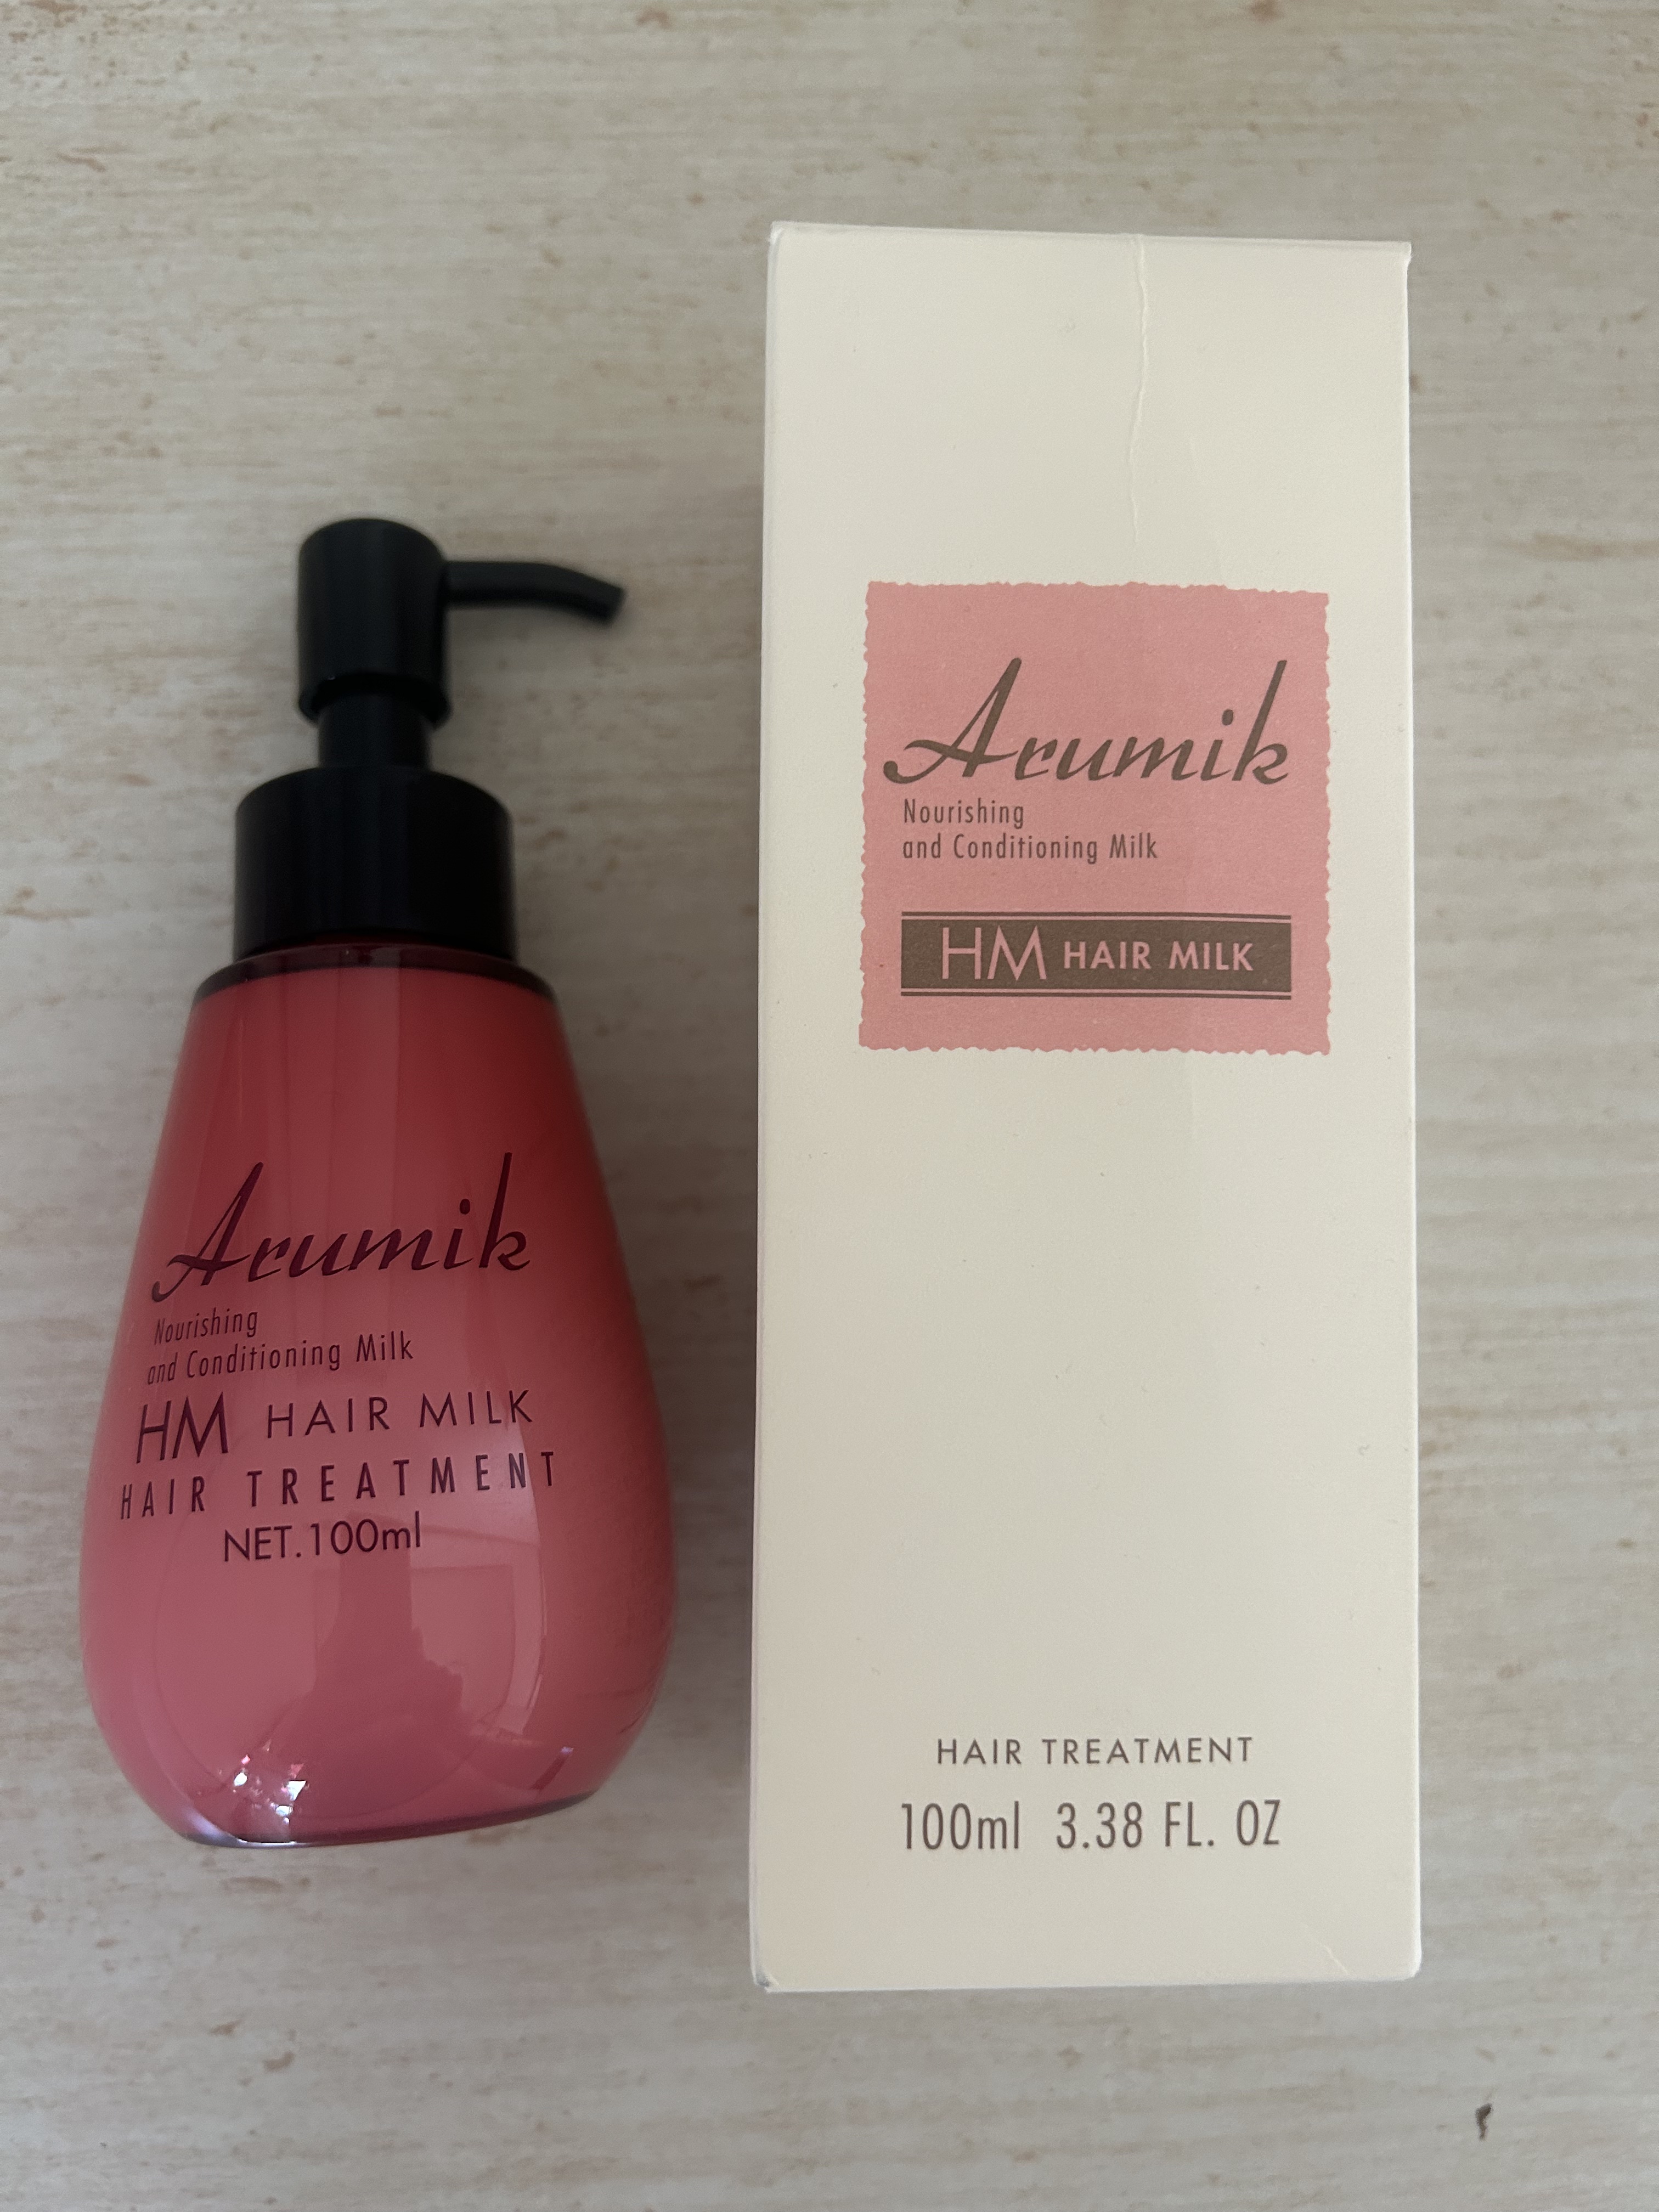 Arumik
Nourishing
and Conditioning Milk
HM HAIR MILK
HAIR TREATMENT
NET.100ml
Arumik
Nourishing
and Conditioning Milk
HM HAIR MILK
HAIR TREATMENT
100ml 3.38 FL. OZ